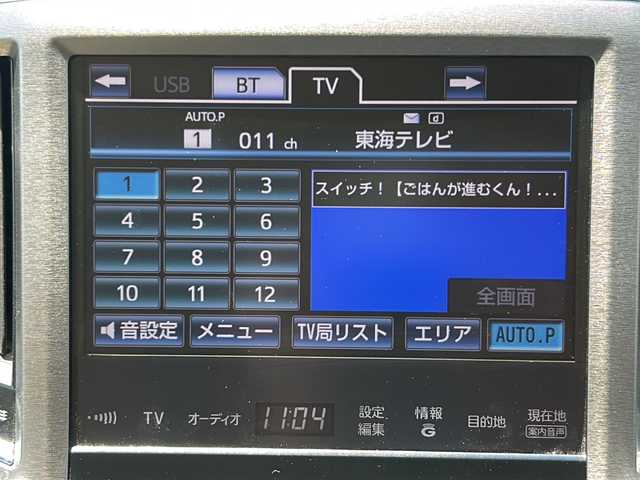 USB BT TV
AUTO.P d
1 011 ch 東海テレビ
1 2 3 スイッチ！【ごはんが進むくん！...
4 5 6
7 8 9
10 11 12 全画面
音設定 メニュー TV局リスト エリア AUTO.P
TV オーディオ 11:04 設定 編集 情報 G 目的地 現在地 案内音声